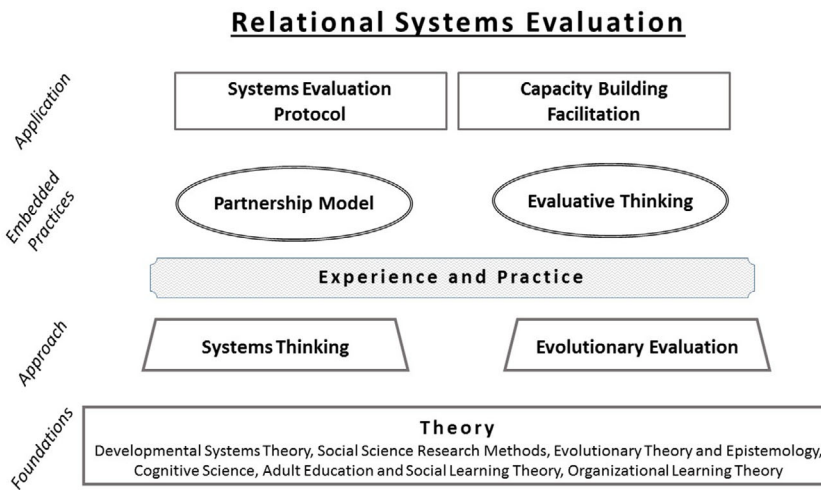 Relational Systems Evaluation
Application
Systems Evaluation
Protocol
Capacity Building
Facilitation
Embedded
Practices
Partnership Model
Evaluative Thinking
Experience and Practice
Approach
Systems Thinking
Evolutionary Evaluation
Foundations
Theory
Developmental Systems Theory, Social Science Research Methods, Evolutionary Theory and Epistemology,
Cognitive Science, Adult Education and Social Learning Theory, Organizational Learning Theory